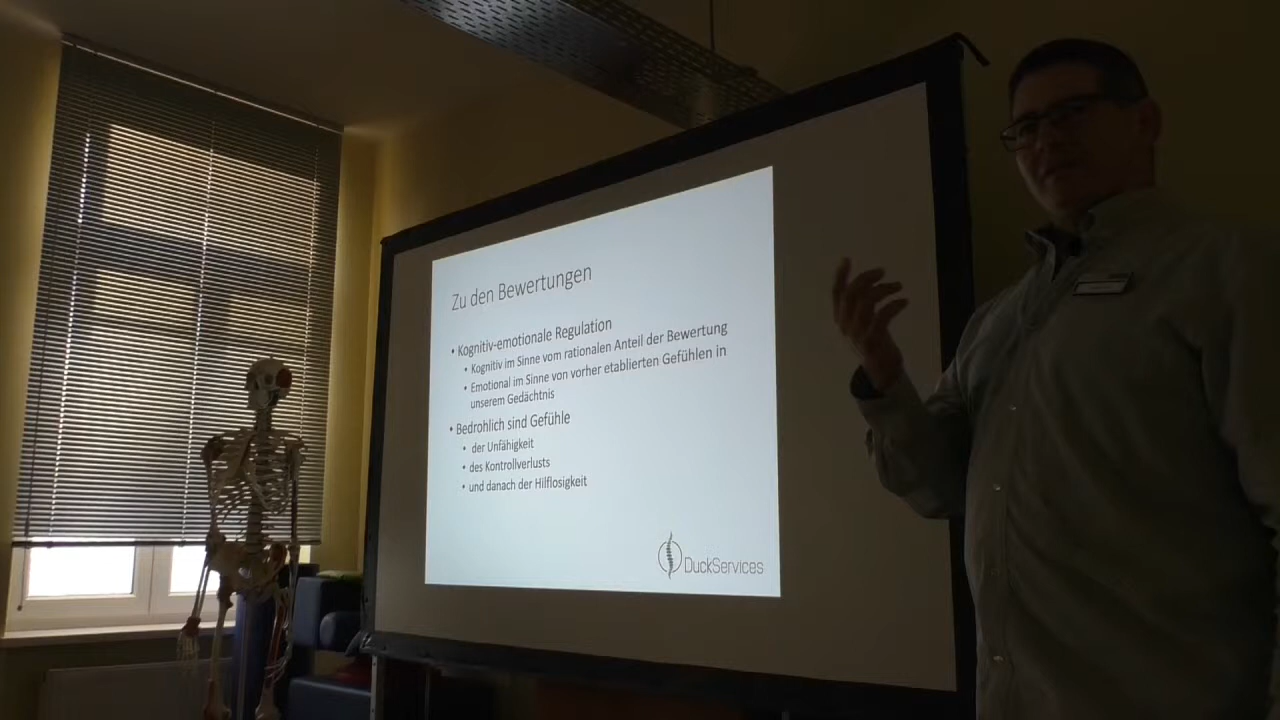 Zu den Bewertungen
• Kognitiv-emotionale Regulation
• Kognitiv im Sinne vom rationalen Anteil der Bewertung
• Emotional im Sinne von vorher etablierten Gefühlen in
unserem Gedächtnis
• Bedrohlich sind Gefühle
• der Unfähigkeit
• des Kontrollverlusts
• und danach der Hilflosigkeit
DuckServices